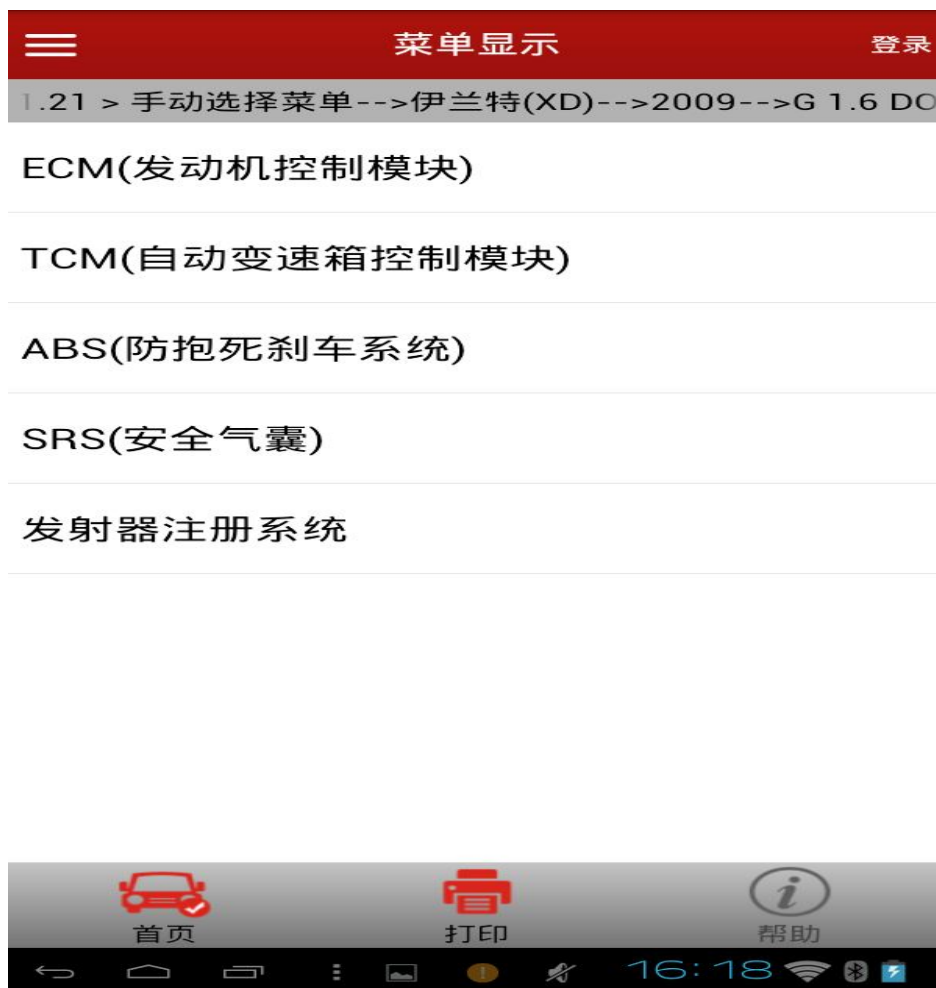 菜单显示
登录
1.21 > 手动选择菜单-->伊兰特(XD)-->2009-->G 1.6 DO
ECM(发动机控制模块)
TCM(自动变速箱控制模块)
ABS(防抱死刹车系统)
SRS(安全气囊)
发射器注册系统
首页
打印
帮助
16:18